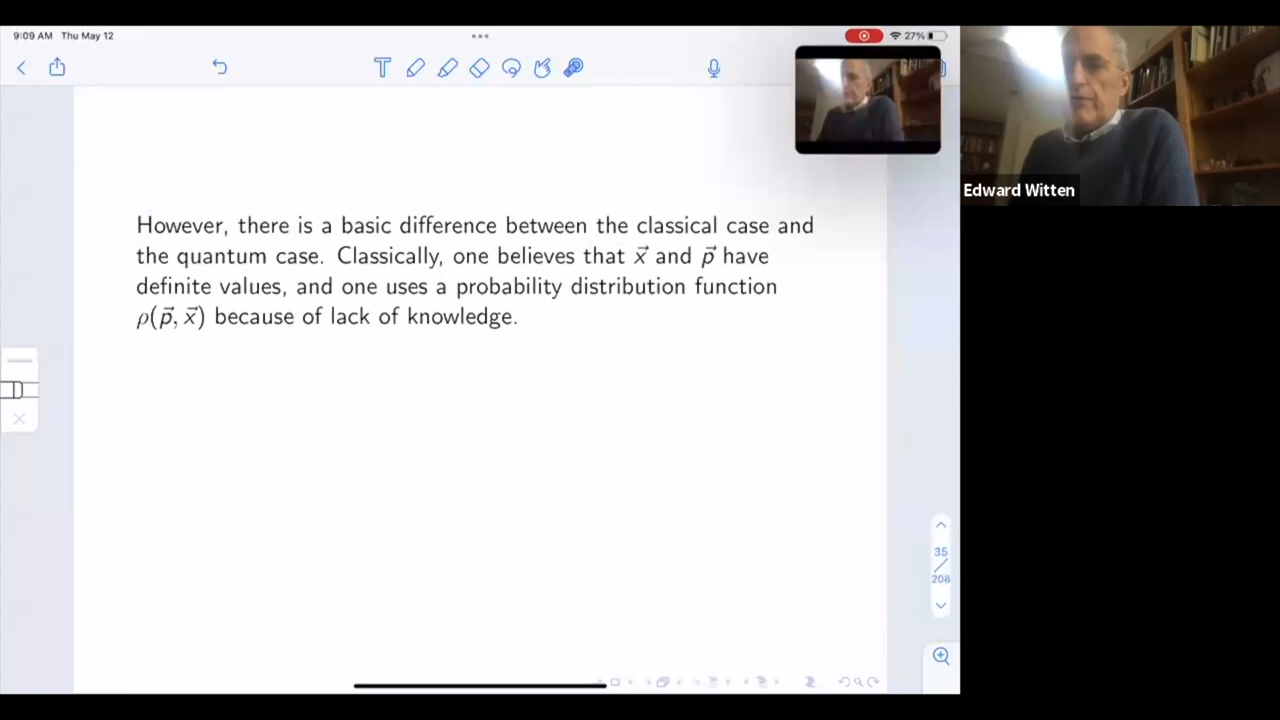 9:09 AM Thu May 12
27%
T
However, there is a basic difference between the classical case and
the quantum case. Classically, one believes that x⃗ and p⃗ have
definite values, and one uses a probability distribution function
ρ(p⃗, x⃗) because of lack of knowledge.
35
/
208
Edward Witten